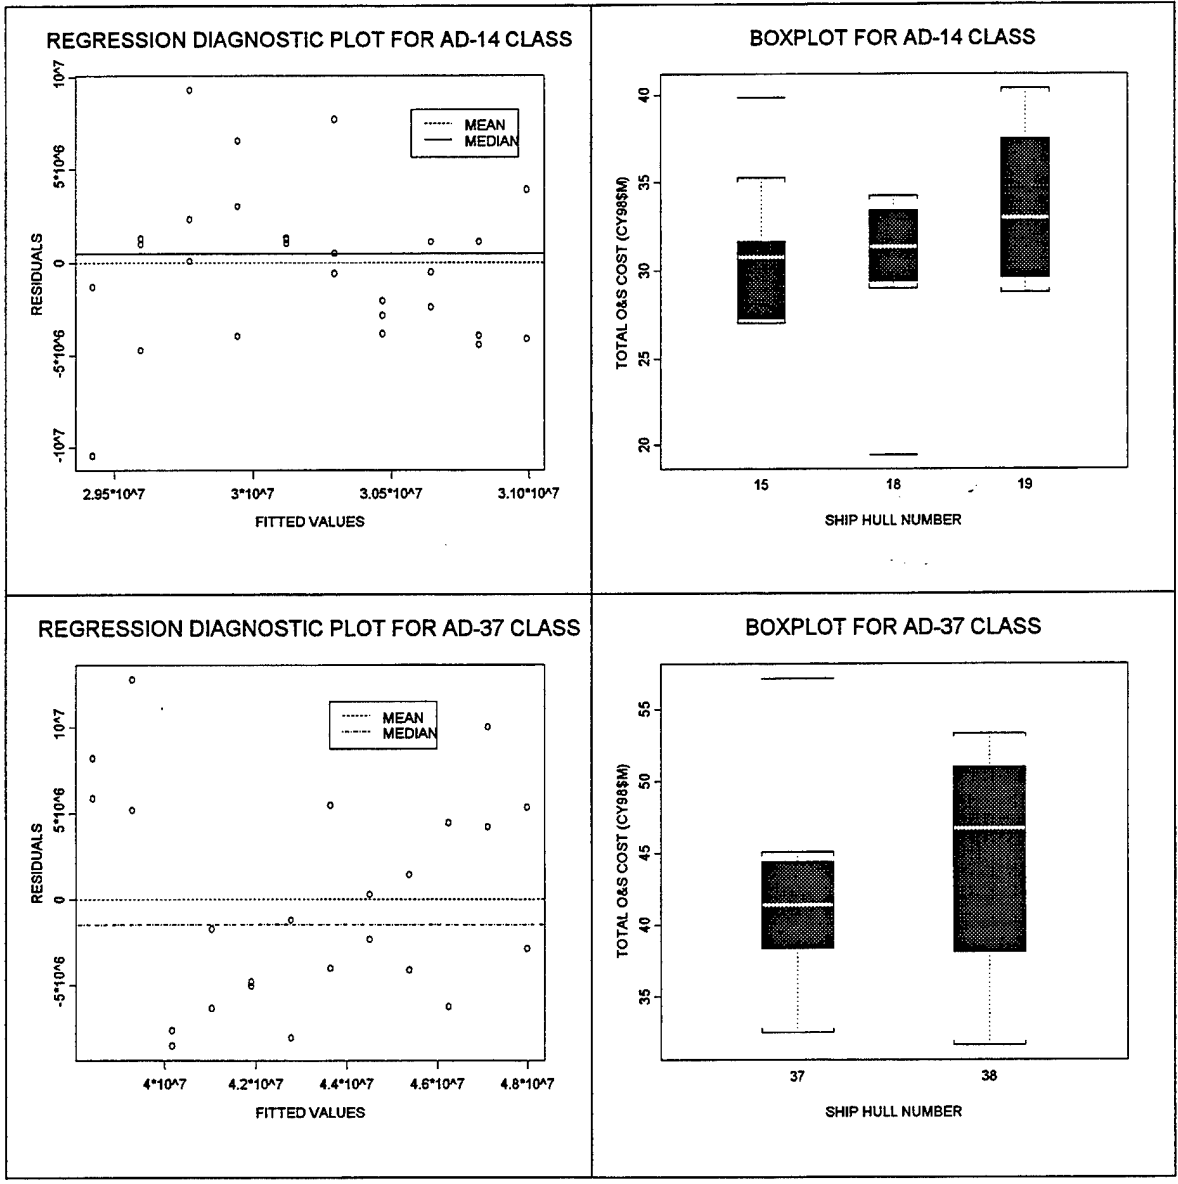 REGRESSION DIAGNOSTIC PLOT FOR AD-14 CLASS
10^7
5*10^6
0
-5*10^6
-10^7
RESIDUALS
MEAN
MEDIAN
2.95*10^7 3*10^7 3.05*10^7 3.10*10^7
FITTED VALUES
BOXPLOT FOR AD-14 CLASS
40
35
30
25
20
TOTAL O&S COST (CY98$M)
15 18 19
SHIP HULL NUMBER
REGRESSION DIAGNOSTIC PLOT FOR AD-37 CLASS
10^7
5*10^6
0
-5*10^6
RESIDUALS
MEAN
MEDIAN
4*10^7 4.2*10^7 4.4*10^7 4.6*10^7 4.8*10^7
FITTED VALUES
BOXPLOT FOR AD-37 CLASS
55
50
45
40
35
TOTAL O&S COST (CY98$M)
37 38
SHIP HULL NUMBER